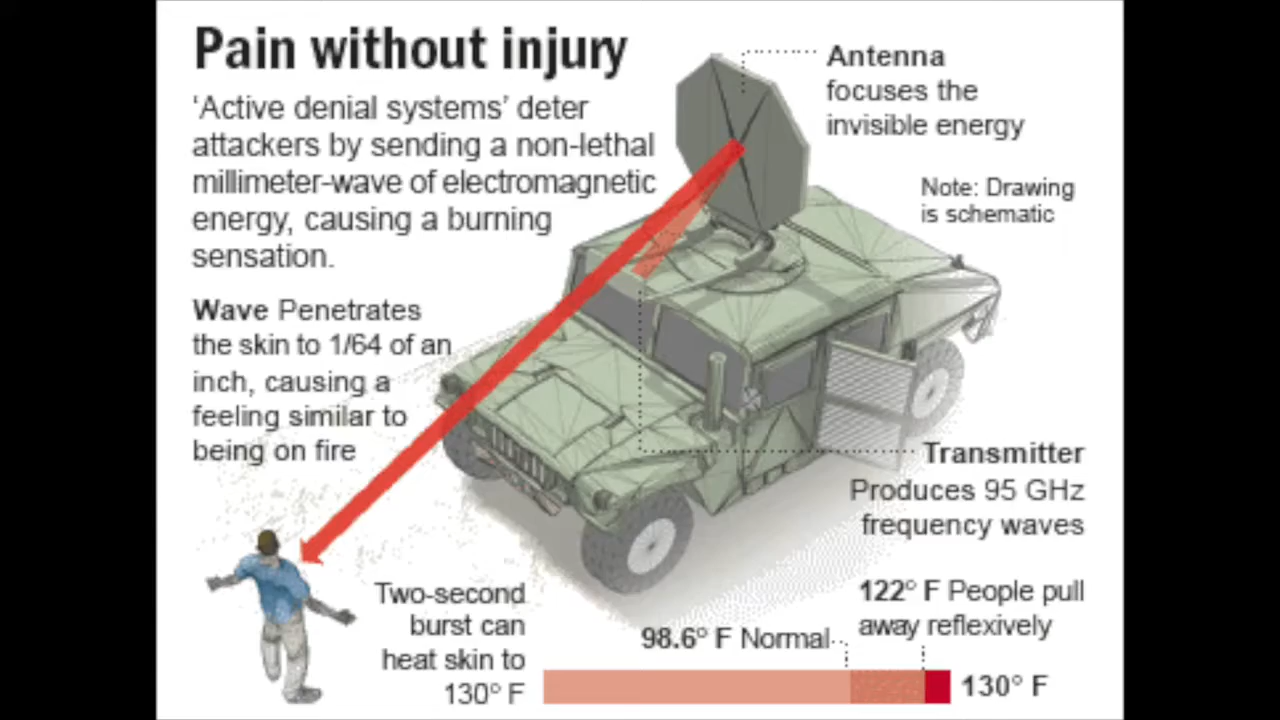 Pain without injury
'Active denial systems' deter
attackers by sending a non-lethal
millimeter-wave of electromagnetic
energy, causing a burning
sensation.
Wave Penetrates
the skin to 1/64 of an
inch, causing a
feeling similar to
being on fire
Antenna
focuses the
invisible energy
Note: Drawing
is schematic
Transmitter
Produces 95 GHz
frequency waves
Two-second
burst can
heat skin to
130° F
98.6° F Normal
122° F People pull
away reflexively
130° F